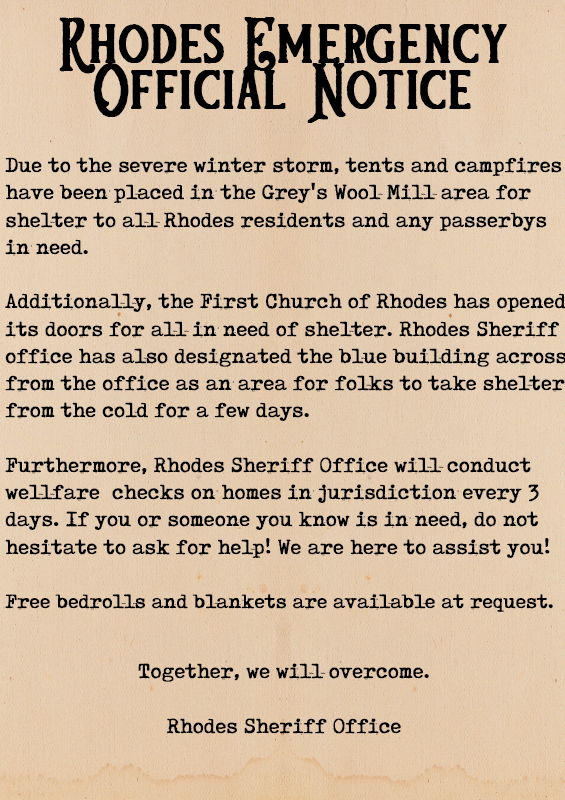 Rhodes Emergency
Official Notice
Due to the severe winter storm, tents and campfires
have been placed in the Grey's Wool Mill area for
shelter to all Rhodes residents and any passerbys
in need.
Additionally, the First Church of Rhodes has opened
its doors for all in need of shelter. Rhodes Sheriff
office has also designated the blue building across
from the office as an area for folks to take shelter
from the cold for a few days.
Furthermore, Rhodes Sheriff Office will conduct
wellfare checks on homes in jurisdiction every 3
days. If you or someone you know is in need, do not
hesitate to ask for help! We are here to assist you!
Free bedrolls and blankets are available at request.
Together, we will overcome.
Rhodes Sheriff Office